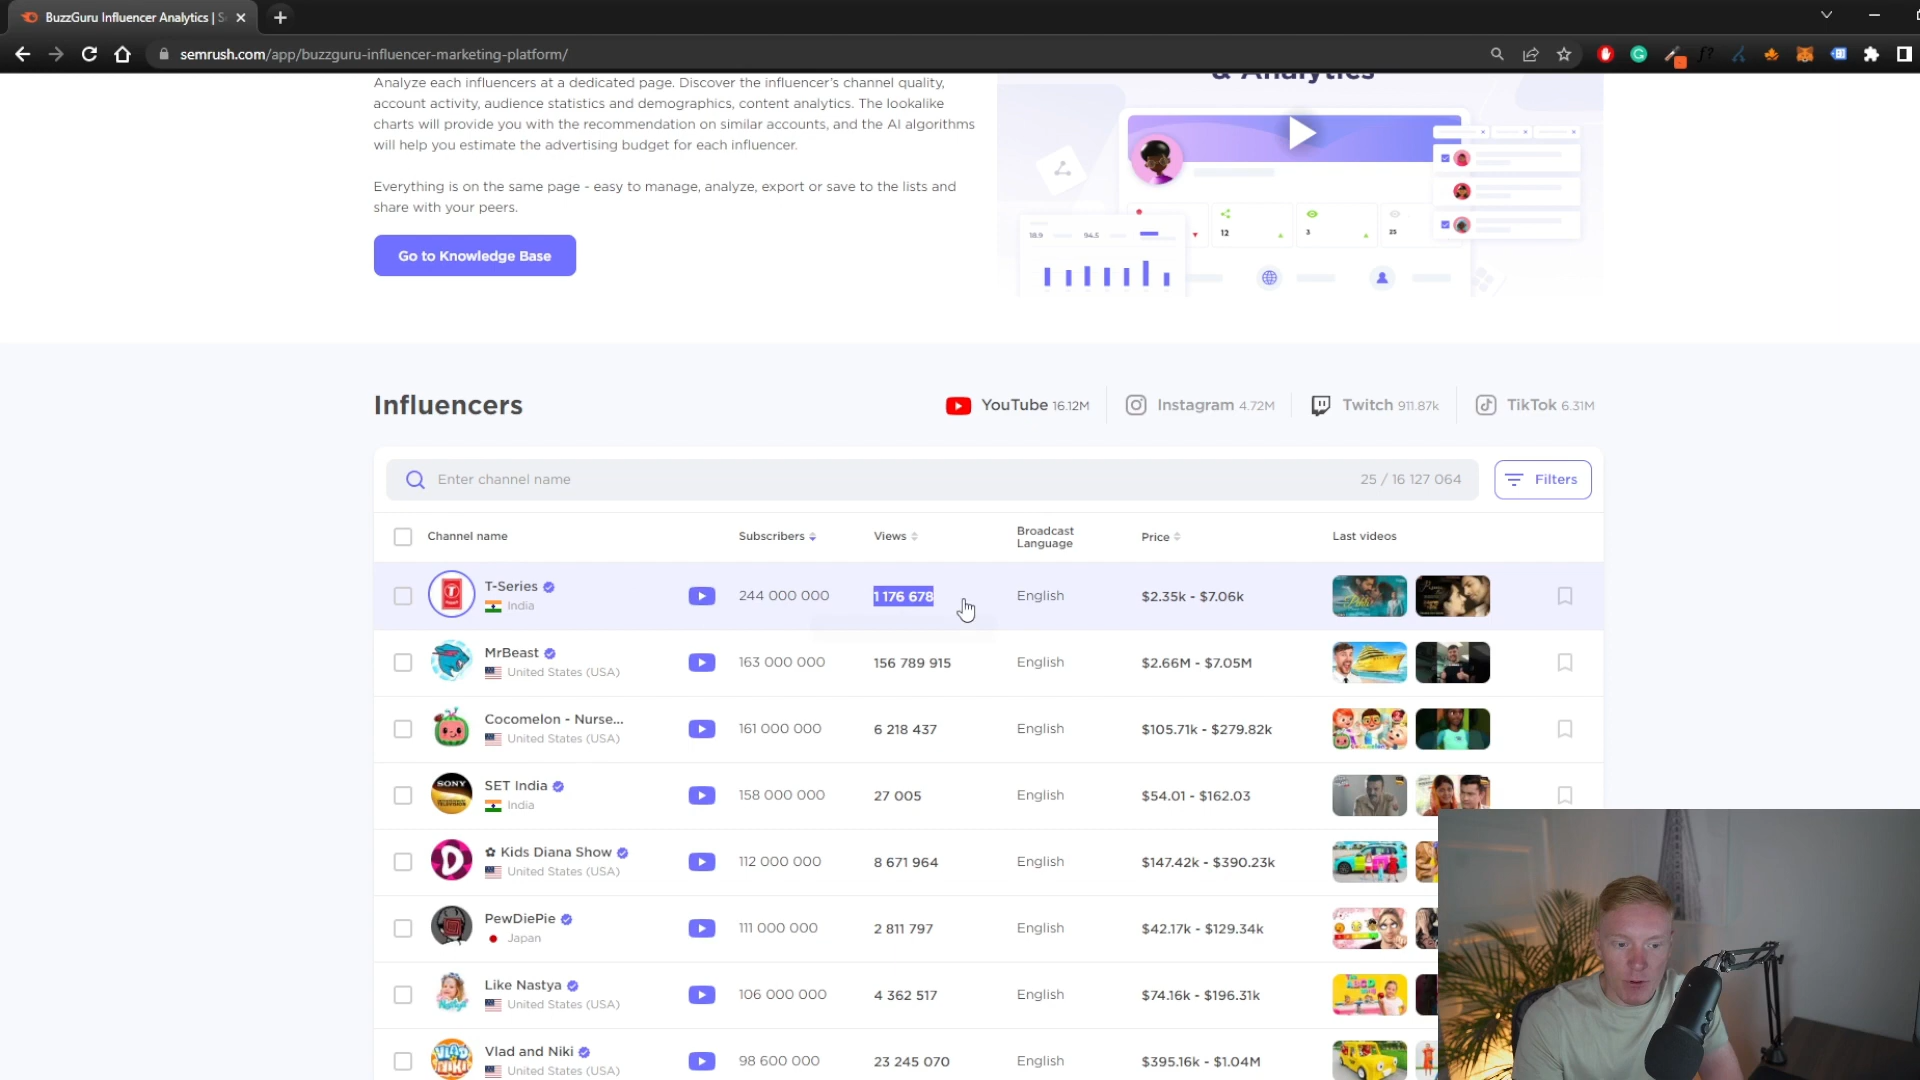 BuzzGuru Influencer Analytics | S
semrush.com/app/buzzguru-influencer-marketing-platform/
Analyze each influencers at a dedicated page. Discover the influencer's channel quality,
account activity, audience statistics and demographics, content analytics. The lookalike
charts will provide you with the recommendation on similar accounts, and the AI algorithms
will help you estimate the advertising budget for each influencer.
Everything is on the same page - easy to manage, analyze, export or save to the lists and
share with your peers.
Go to Knowledge Base
& Analytics
12
3
25
18.9
94.5
Influencers
YouTube 16.12M
Instagram 4.72M
Twitch 911.87k
TikTok 6.31M
Enter channel name
25 / 16 127 064
Filters
Channel name
Subscribers
Views
Broadcast
Language
Price
Last videos
T-Series
India
244 000 000
1 176 678
English
$2.35k - $7.06k
MrBeast
United States (USA)
163 000 000
156 789 915
English
$2.66M - $7.05M
Cocomelon - Nurse...
United States (USA)
161 000 000
6 218 437
English
$105.71k - $279.82k
SONY
SET India
India
158 000 000
27 005
English
$54.01 - $162.03
✿ Kids Diana Show
United States (USA)
112 000 000
8 671 964
English
$147.42k - $390.23k
PewDiePie
Japan
111 000 000
2 811 797
English
$42.17k - $129.34k
Like Nastya
United States (USA)
106 000 000
4 362 517
English
$74.16k - $196.31k
VLAD
NIKI
Vlad and Niki
United States (USA)
98 600 000
23 245 070
English
$395.16k - $1.04M